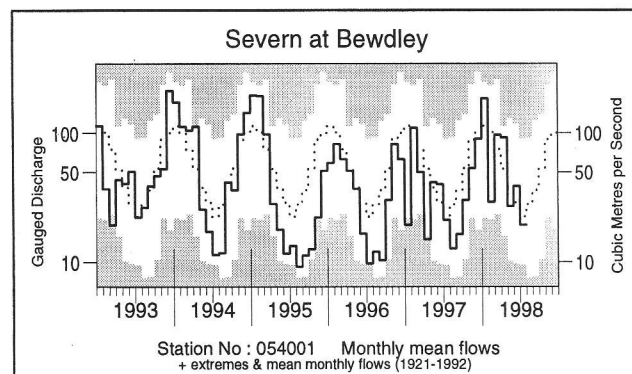 Severn at Bewdley
Gauged Discharge
100
50
10
100
50
10
Cubic Metres per Second
1993 1994 1995 1996 1997 1998
Station No : 054001 Monthly mean flows
+ extremes & mean monthly flows (1921-1992)